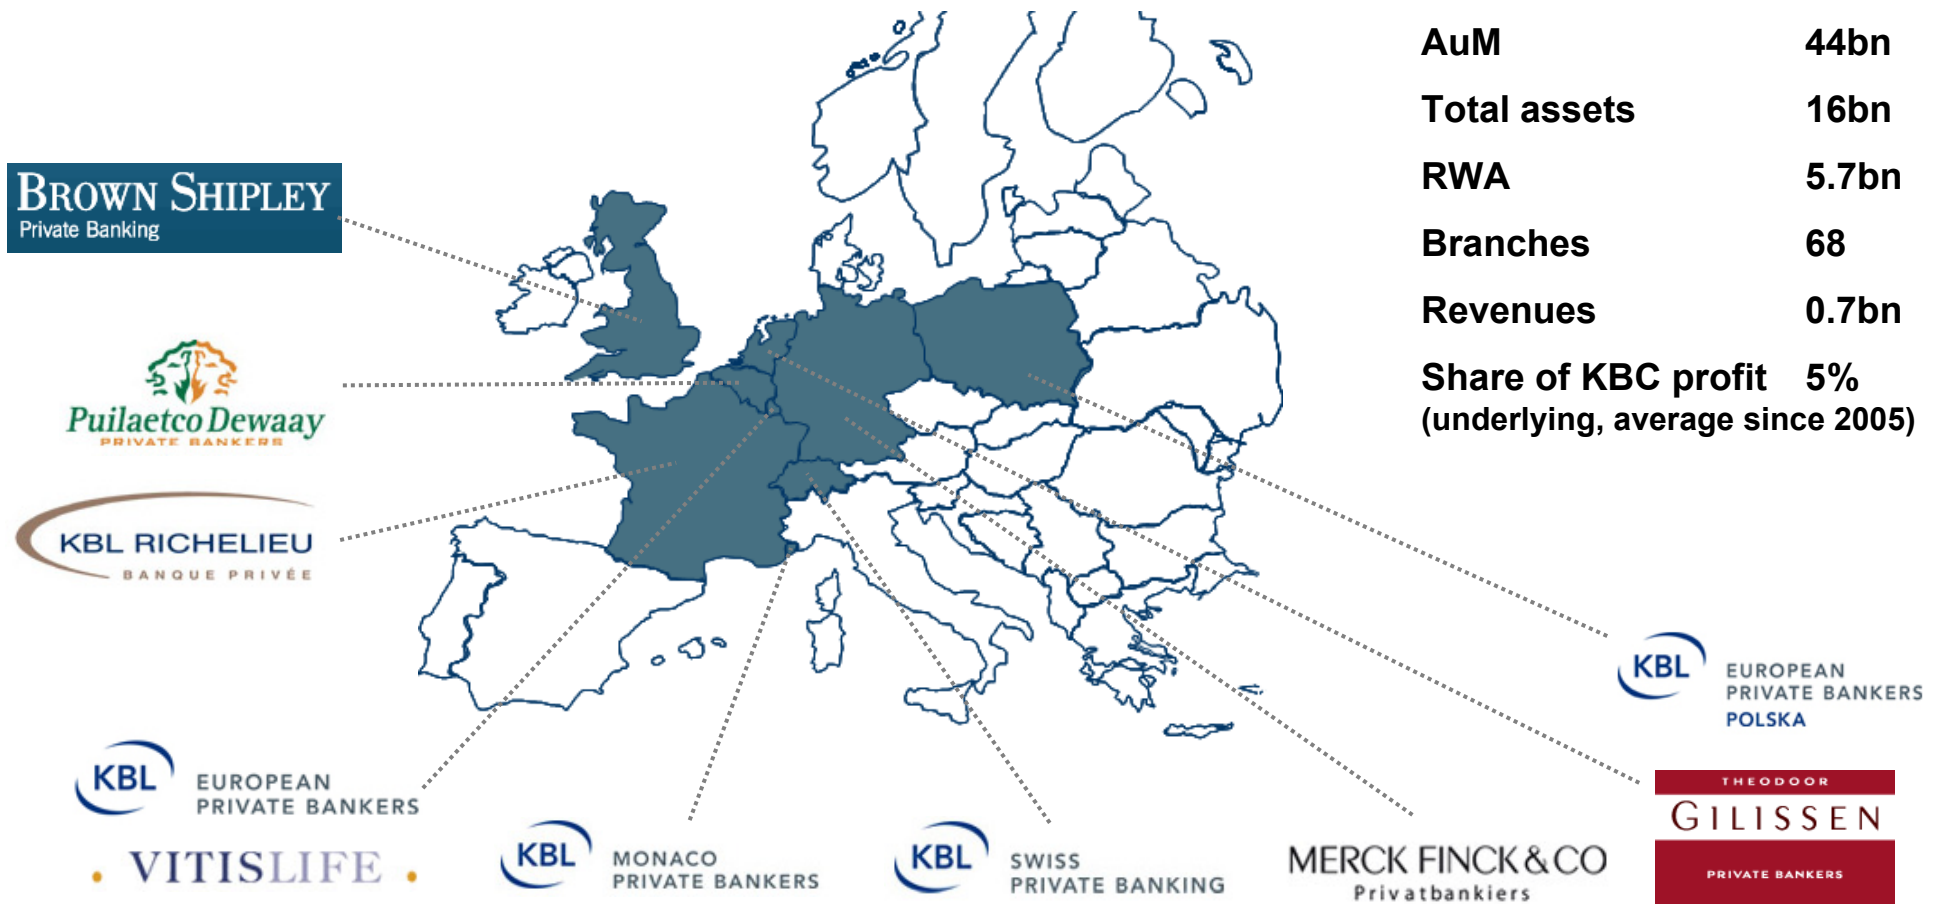 AuM 44bn
Total assets 16bn
RWA 5.7bn
Branches 68
Revenues 0.7bn
Share of KBC profit 5%
(underlying, average since 2005)
BROWN SHIPLEY
Private Banking
Puilaetco Dewaay
PRIVATE BANKERS
KBL RICHELIEU
BANQUE PRIVÉE
KBL EUROPEAN
PRIVATE BANKERS
VITISLIFE
KBL MONACO
PRIVATE BANKERS
KBL SWISS
PRIVATE BANKING
MERCK FINCK & CO
Privatbankiers
THEODOOR
GILISSEN
PRIVATE BANKERS
KBL EUROPEAN
PRIVATE BANKERS
POLSKA